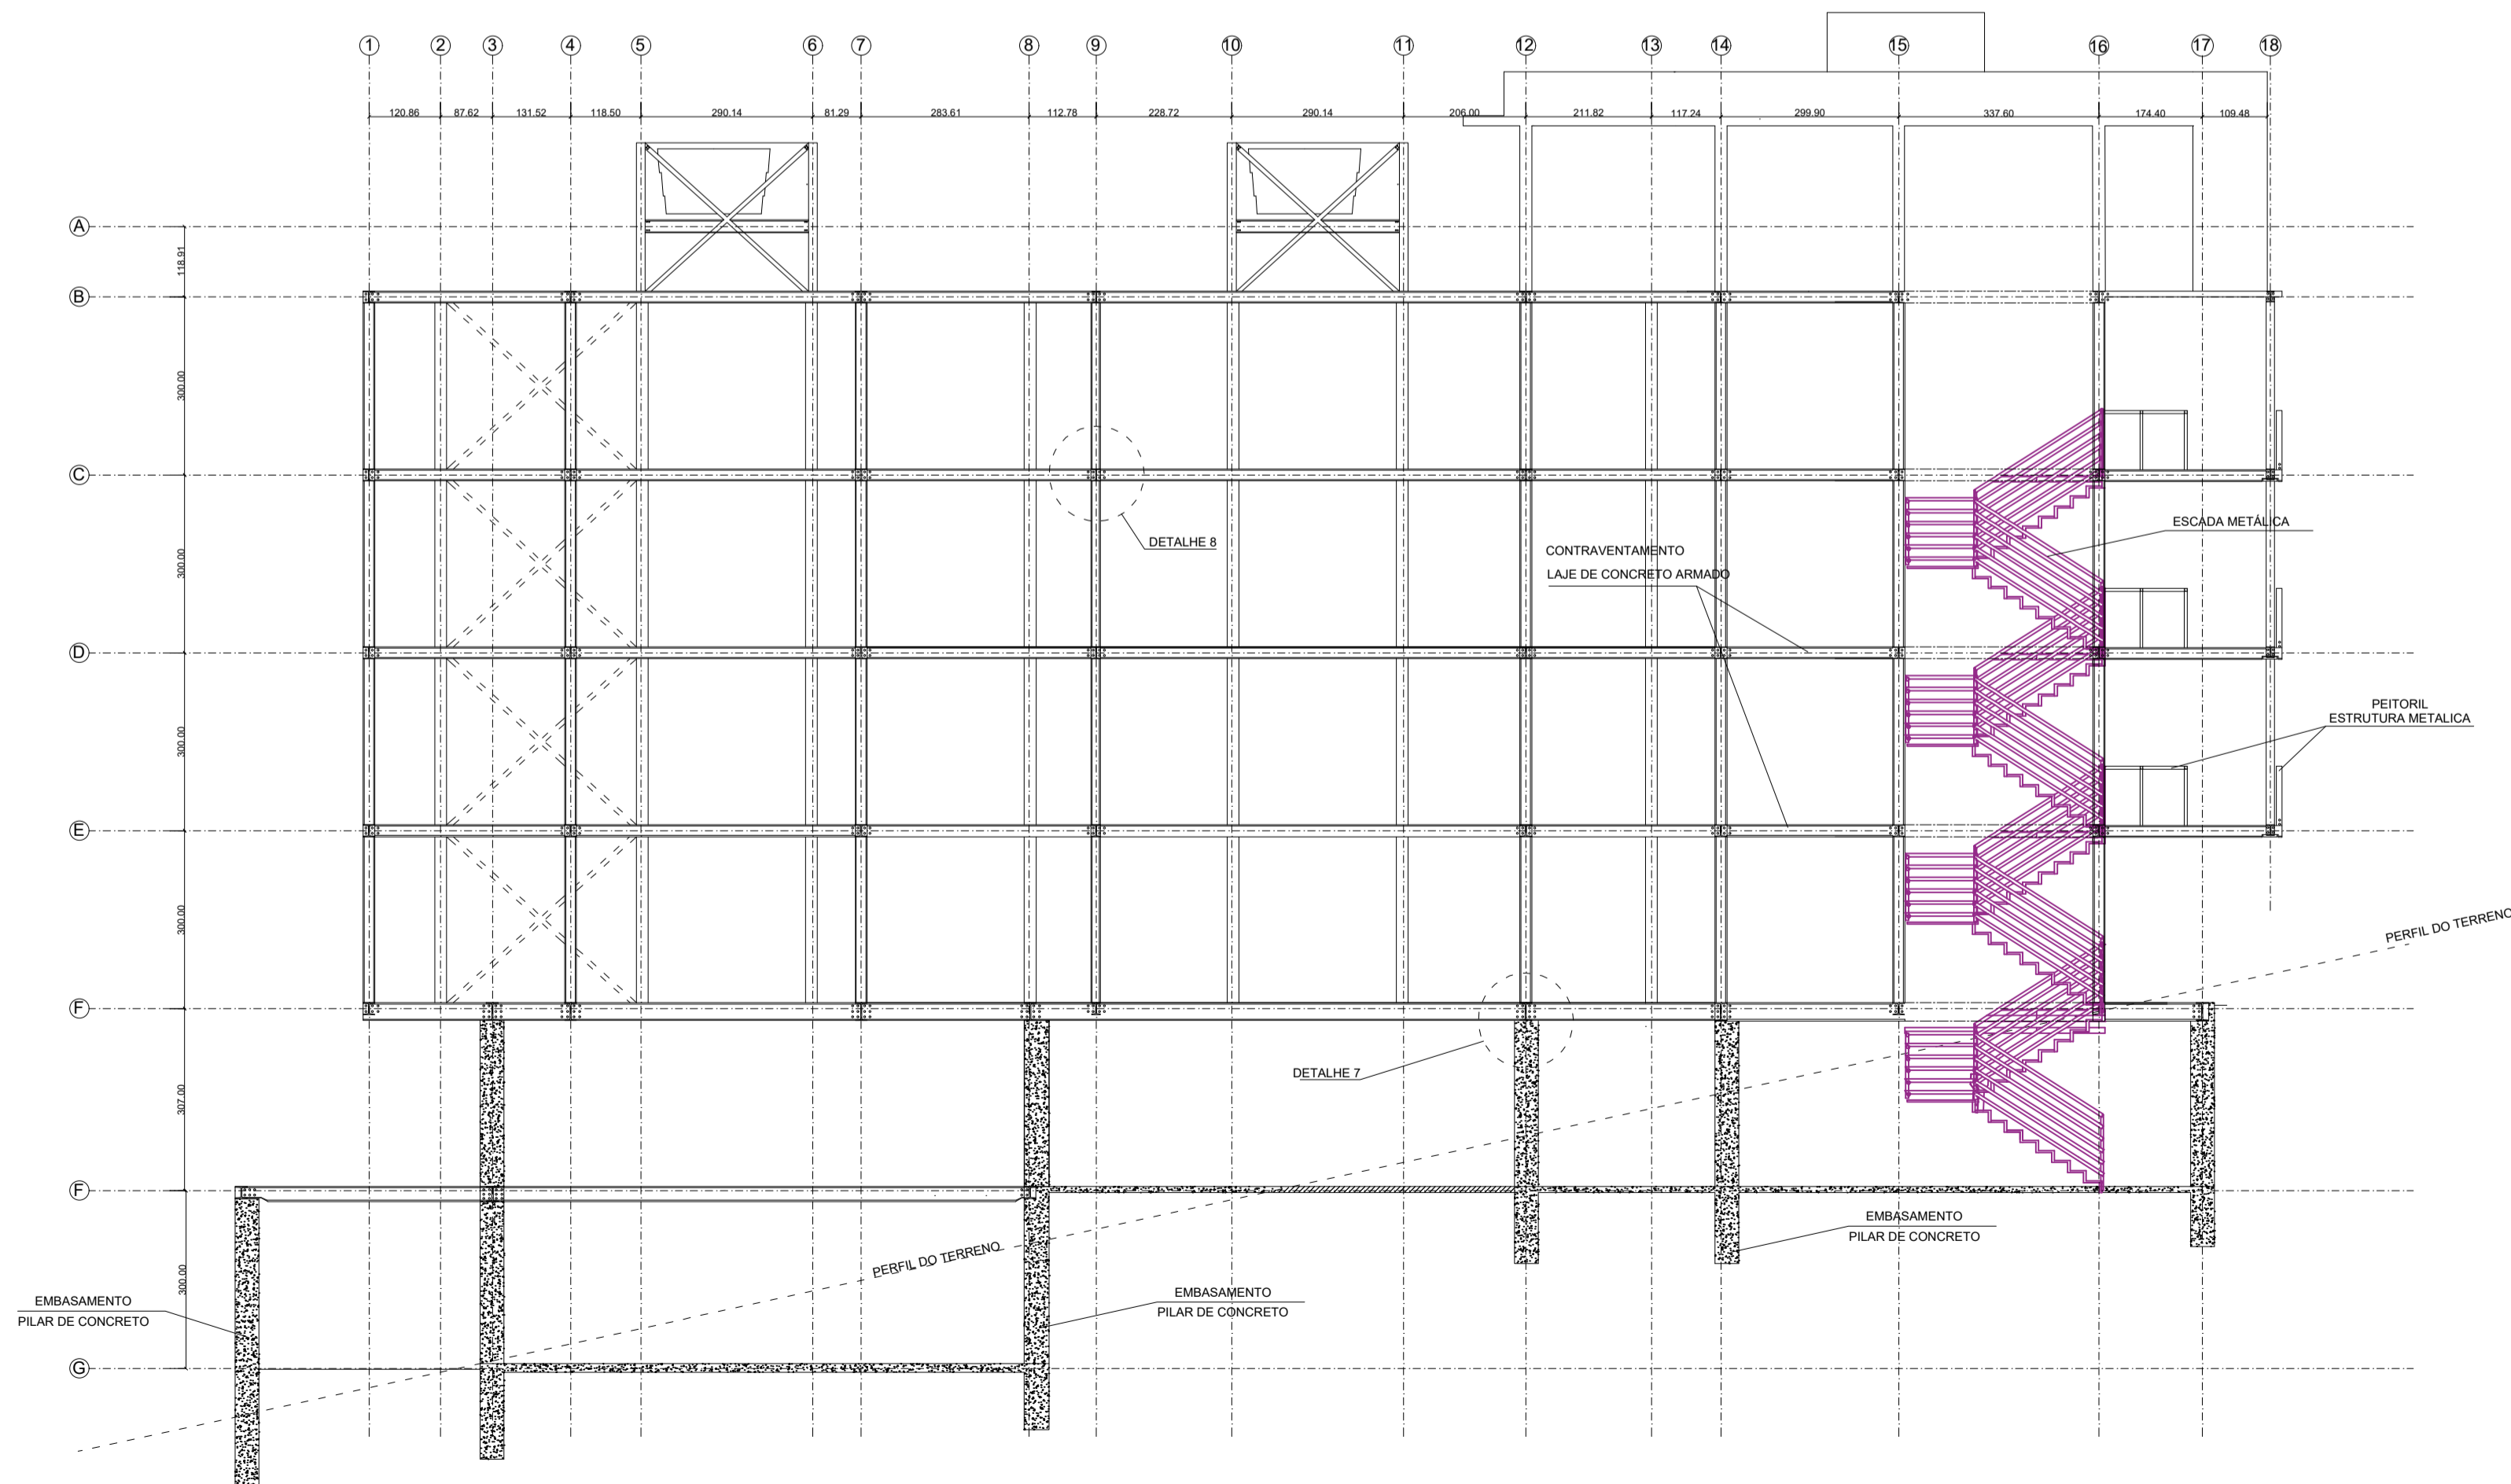 1 2 3 4 5 6 7 8 9 10 11 12 13 14 15 16 17 18
120.86 87.62 131.52 118.50 290.14 81.29 283.61 112.78 228.72 290.14 206.00 211.82 117.24 299.90 337.60 174.40 109.48
A
118.91
B
300.00
C
ESCADA METÁLICA
DETALHE 8
CONTRAVENTAMENTO
LAJE DE CONCRETO ARMADO
300.00
D
PEITORIL
ESTRUTURA METALICA
300.00
E
300.00
PERFIL DO TERRENO
F
DETALHE 7
307.00
F
EMBASAMENTO
PILAR DE CONCRETO
PERFIL DO TERRENO
300.00
EMBASAMENTO
PILAR DE CONCRETO
EMBASAMENTO
PILAR DE CONCRETO
G